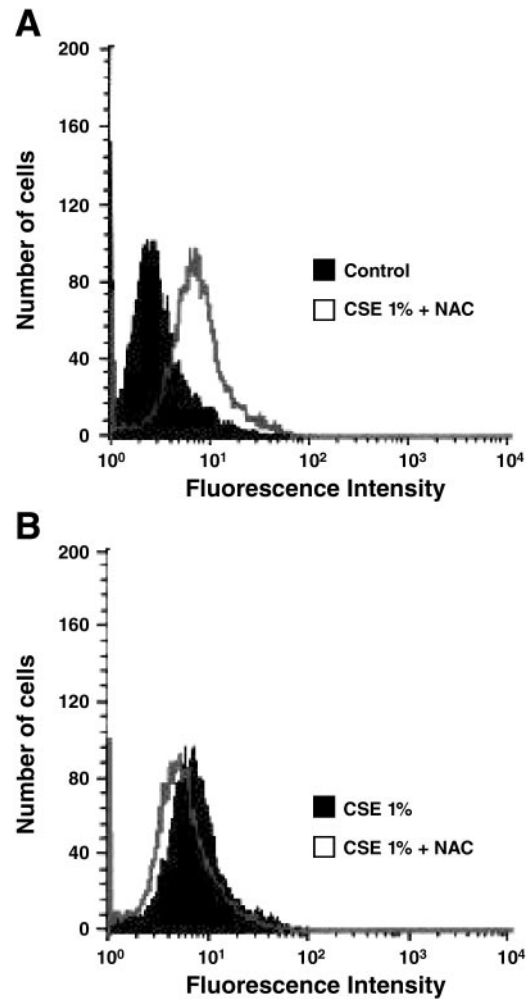 A
200
160
120
80
40
0
Number of cells
Control
CSE 1% + NAC
10⁰ 10¹ 10² 10³ 10⁴
Fluorescence Intensity
B
200
160
120
80
40
0
Number of cells
CSE 1%
CSE 1% + NAC
10⁰ 10¹ 10² 10³ 10⁴
Fluorescence Intensity